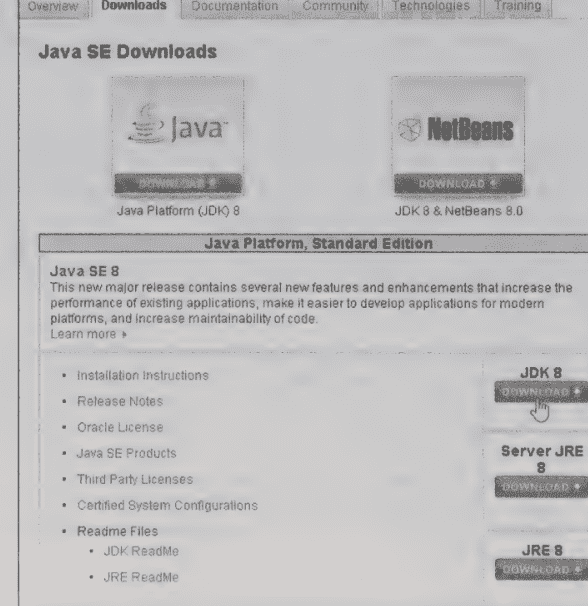 Overview Downloads Documentation Community Technologies Training
Java SE Downloads
Java NetBeans
DOWNLOAD DOWNLOAD
Java Platform (JDK) 8 JDK 8 & NetBeans 8.0
Java Platform, Standard Edition
Java SE 8
This new major release contains several new features and enhancements that increase the
performance of existing applications, make it easier to develop applications for modern
platforms, and increase maintainability of code.
Learn more
Installation Instructions
Release Notes
Oracle License
Java SE Products
Third Party Licenses
Certified System Configurations
Readme Files
JDK ReadMe
JRE ReadMe
JDK 8
DOWNLOAD
Server JRE
8
DOWNLOAD
JRE 8
DOWNLOAD